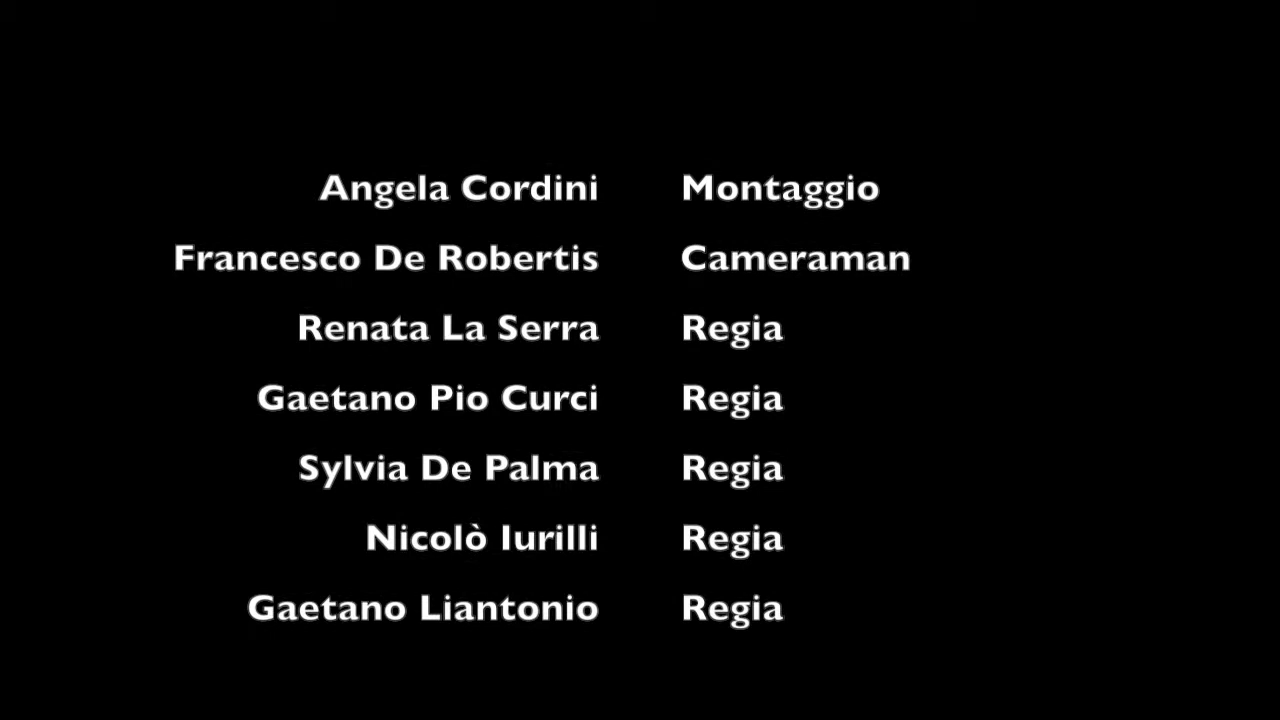 Angela Cordini Montaggio
Francesco De Robertis Cameraman
Renata La Serra Regia
Gaetano Pio Curci Regia
Sylvia De Palma Regia
Nicolò Iurilli Regia
Gaetano Liantonio Regia